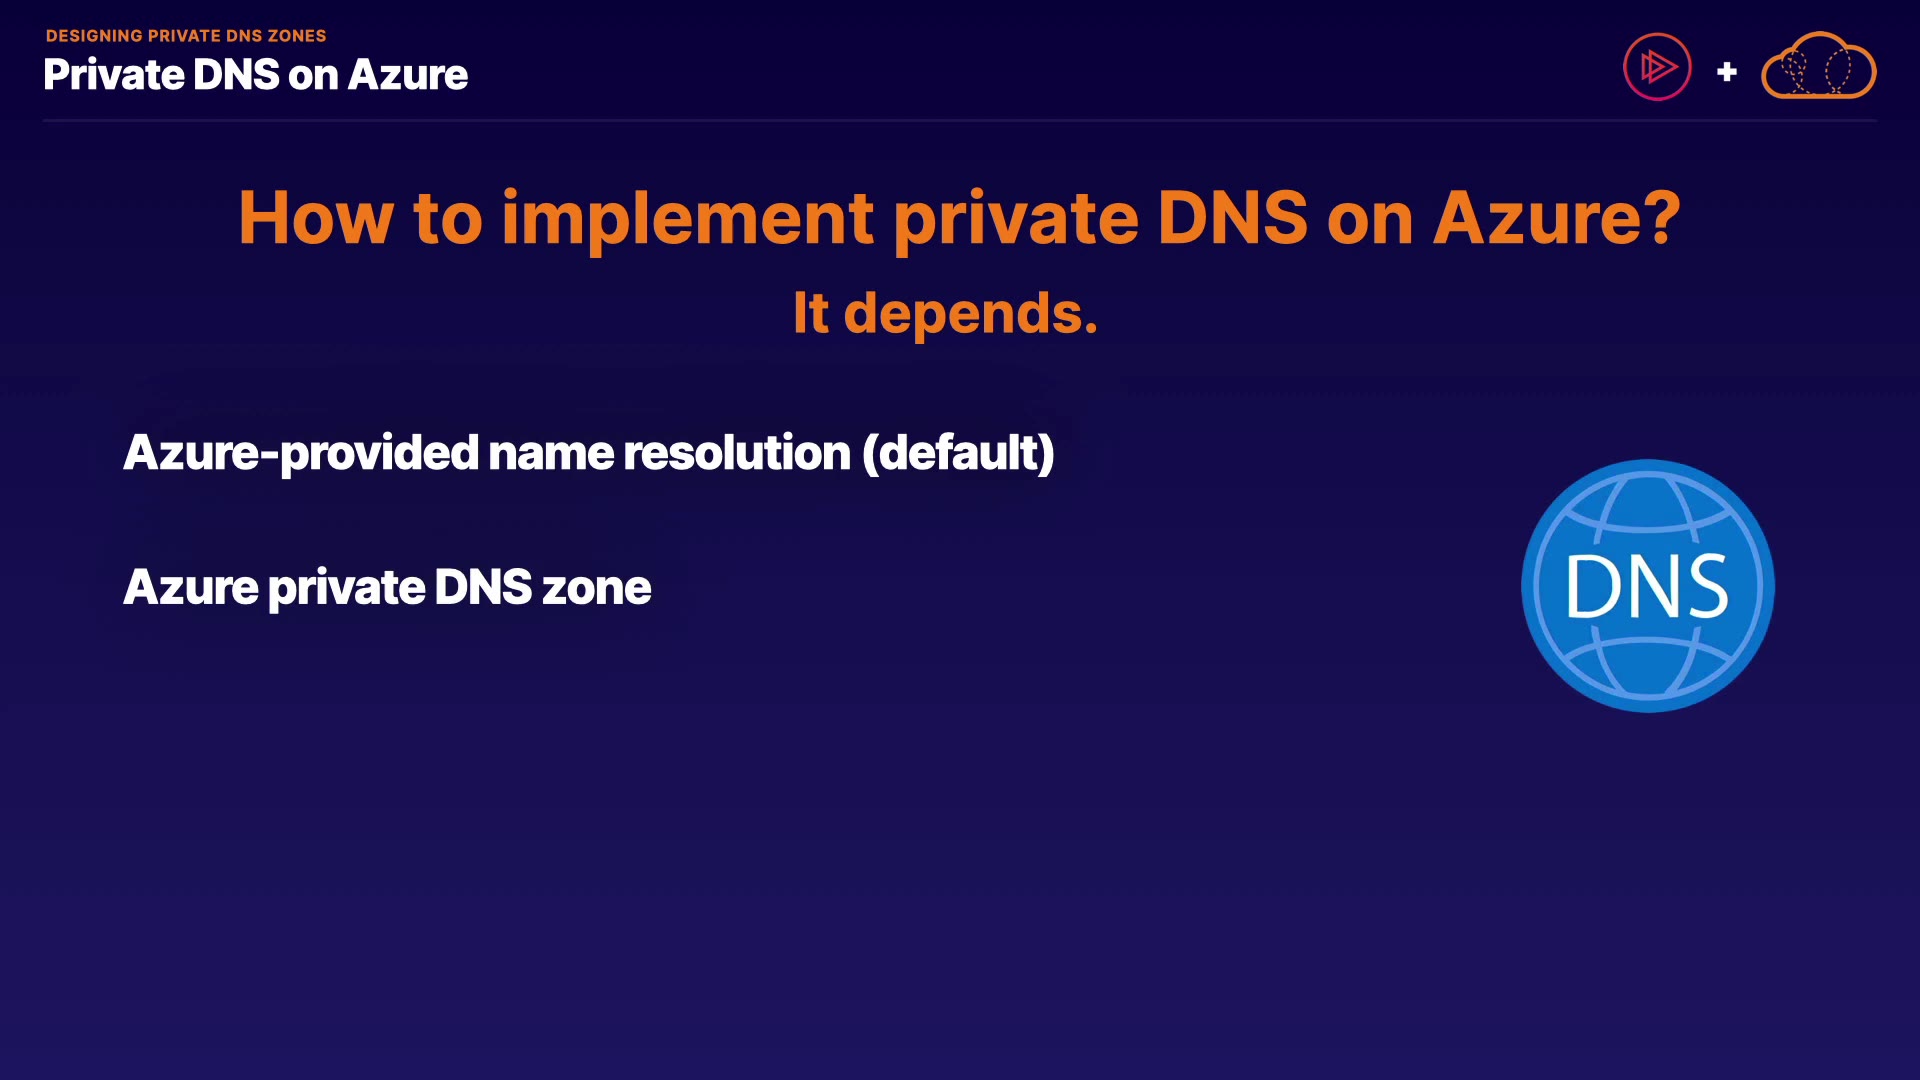 DESIGNING PRIVATE DNS ZONES
Private DNS on Azure
+
How to implement private DNS on Azure?
It depends.
Azure-provided name resolution (default)
Azure private DNS zone
DNS